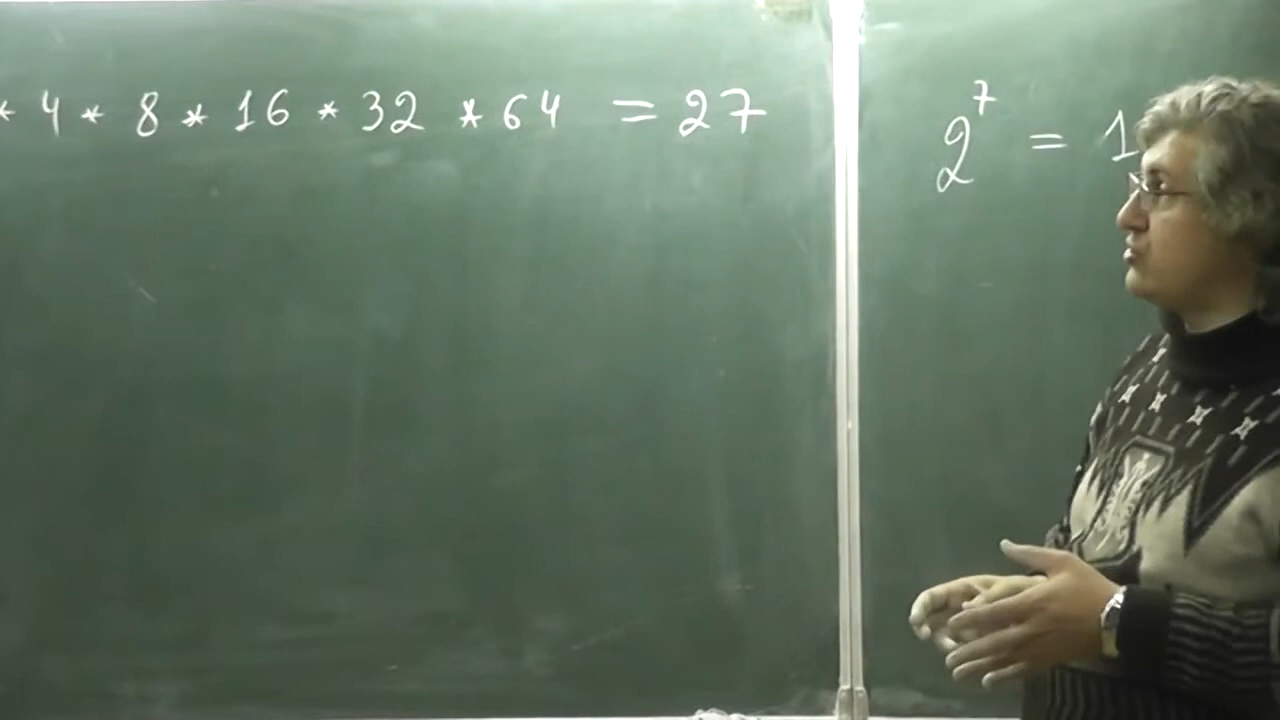 * 4 * 8 * 16 * 32 * 64 = 27
2⁷ = 1